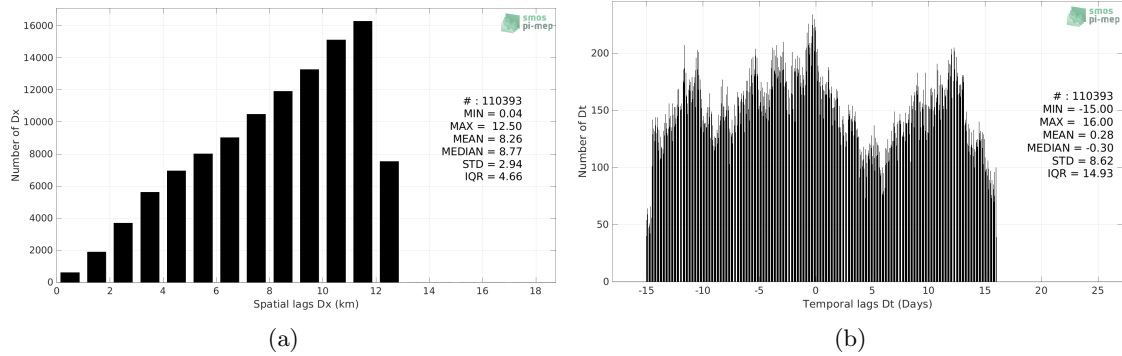 16000
14000
12000
10000
8000
6000
4000
2000
0
Number of Dx
smos
pi-mep
# : 110393
MIN = 0.04
MAX = 12.50
MEAN = 8.26
MEDIAN = 8.77
STD = 2.94
IQR = 4.66
0 2 4 6 8 10 12 14 16 18
Spatial lags Dx (km)
(a)
200
150
100
50
0
Number of Dt
smos
pi-mep
# : 110393
MIN = -15.00
MAX = 16.00
MEAN = 0.28
MEDIAN = -0.30
STD = 8.62
IQR = 14.93
-15 -10 -5 0 5 10 15 20 25
Temporal lags Dt (Days)
(b)